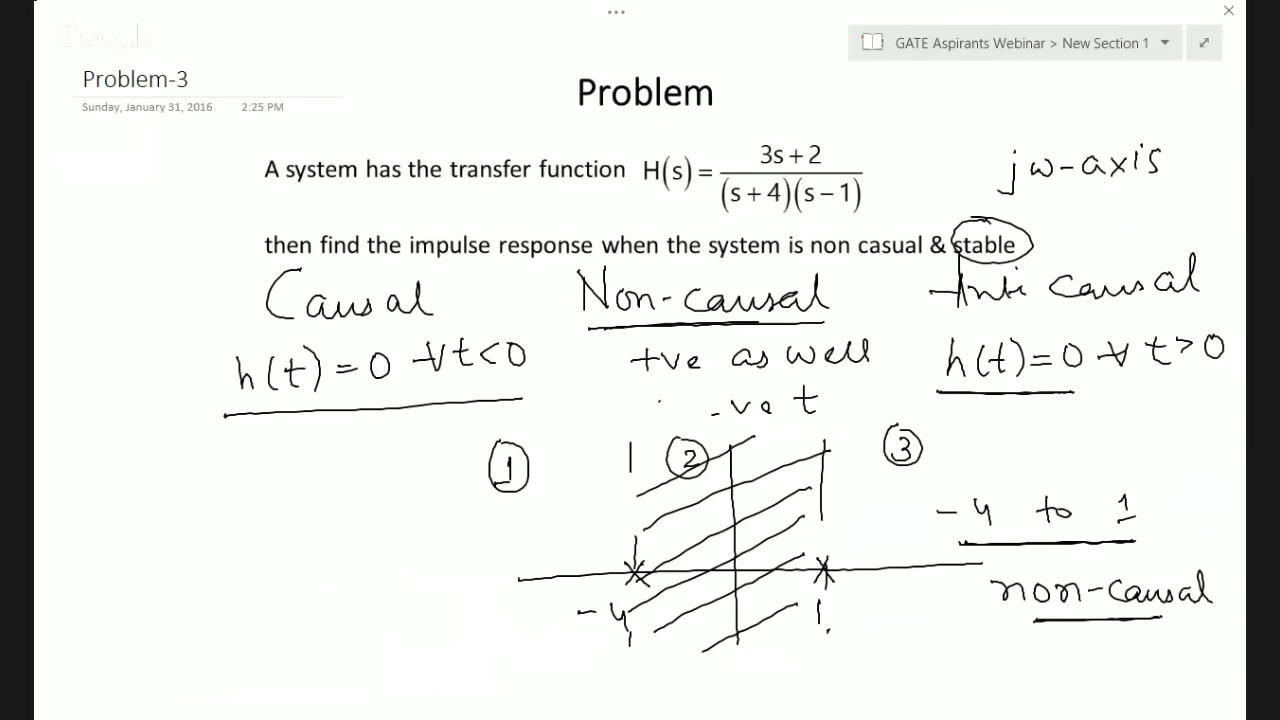 Google
GATE Aspirants Webinar > New Section 1
Problem-3
Sunday, January 31, 2016 2:25 PM
Problem
A system has the transfer function H(s) = 3s+2 / (s+4)(s−1)
jω-axis
then find the impulse response when the system is non casual & stable
Causal Non-causal Anti causal
h(t) = 0 ∀t<0 +ve as well h(t)=0 ∀ t>0
-ve t
1 2 3
-4 to 1
-4 1
non-causal